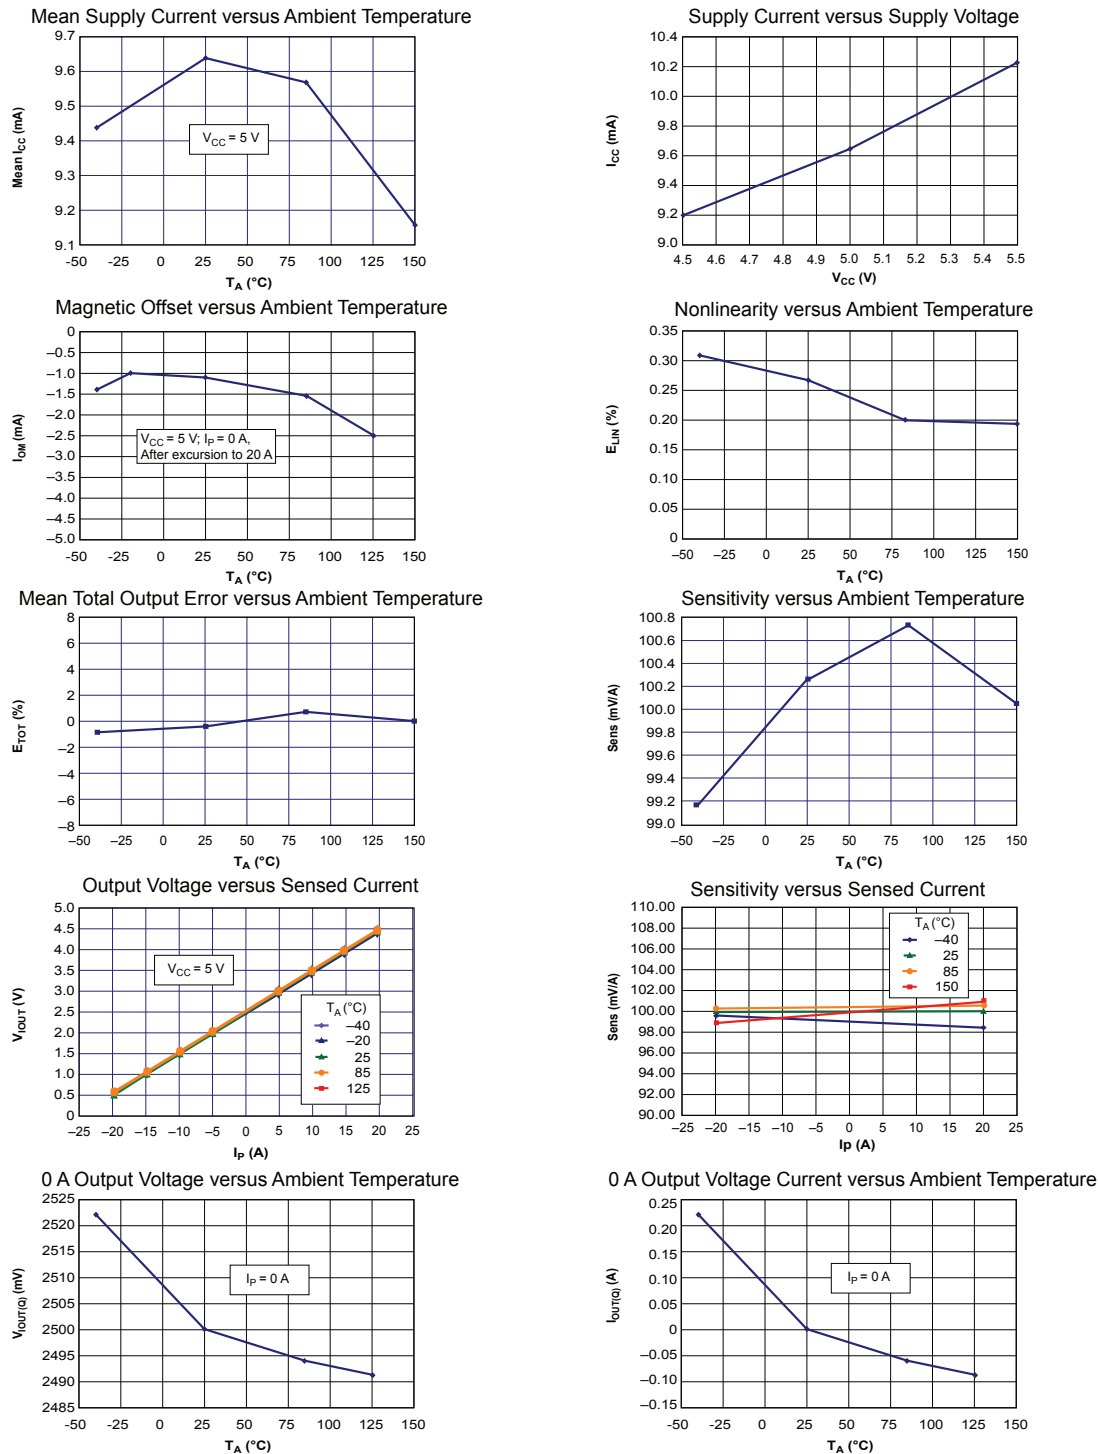 Mean Supply Current versus Ambient Temperature
9.7
9.6
9.5
9.4
9.3
9.2
9.1
Mean ICC (mA)
VCC = 5 V
-50 -25 0 25 50 75 100 125 150
TA (°C)
Supply Current versus Supply Voltage
10.4
10.2
10.0
9.8
9.6
9.4
9.2
9.0
ICC (mA)
4.5 4.6 4.7 4.8 4.9 5.0 5.1 5.2 5.3 5.4 5.5
VCC (V)
Magnetic Offset versus Ambient Temperature
0
–0.5
–1.0
–1.5
–2.0
–2.5
–3.0
–3.5
–4.0
–4.5
–5.0
IOM (mA)
VCC = 5 V; IP = 0 A,
After excursion to 20 A
-50 -25 0 25 50 75 100 125 150
TA (°C)
Nonlinearity versus Ambient Temperature
0.35
0.30
0.25
0.20
0.15
0.10
0.05
0
ELIN (%)
–50 –25 0 25 50 75 100 125 150
TA (°C)
Mean Total Output Error versus Ambient Temperature
8
6
4
2
0
–2
–4
–6
–8
ETOT (%)
–50 –25 0 25 50 75 100 125 150
TA (°C)
Sensitivity versus Ambient Temperature
100.8
100.6
100.4
100.2
100.0
99.8
99.6
99.4
99.2
99.0
Sens (mV/A)
–50 –25 0 25 50 75 100 125 150
TA (°C)
Output Voltage versus Sensed Current
5.0
4.5
4.0
3.5
3.0
2.5
2.0
1.5
1.0
0.5
0
VIOUT (V)
VCC = 5 V
TA (°C)
–40
–20
25
85
125
–25 –20 –15 –10 –5 0 5 10 15 20 25
IP (A)
Sensitivity versus Sensed Current
110.00
108.00
106.00
104.00
102.00
100.00
98.00
96.00
94.00
92.00
90.00
Sens (mV/A)
TA (°C)
–40
25
85
150
–25 –20 –15 –10 –5 0 5 10 15 20 25
Ip (A)
0 A Output Voltage versus Ambient Temperature
2525
2520
2515
2510
2505
2500
2495
2490
2485
VIOUT(Q) (mV)
IP = 0 A
-50 -25 0 25 50 75 100 125 150
TA (°C)
0 A Output Voltage Current versus Ambient Temperature
0.25
0.20
0.15
0.10
0.05
0
–0.05
–0.10
–0.15
IOUT(Q) (A)
IP = 0 A
-50 -25 0 25 50 75 100 125 150
TA (°C)